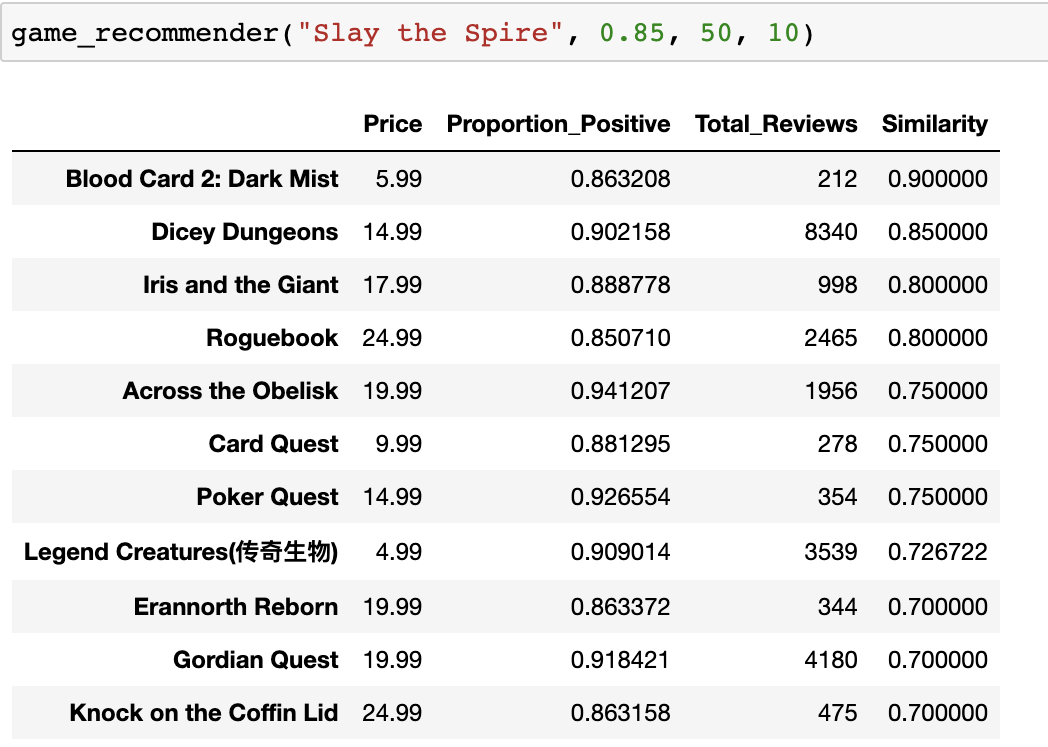 game_recommender("Slay the Spire", 0.85, 50, 10)
Price Proportion_Positive Total_Reviews Similarity
Blood Card 2: Dark Mist 5.99 0.863208 212 0.900000
Dicey Dungeons 14.99 0.902158 8340 0.850000
Iris and the Giant 17.99 0.888778 998 0.800000
Roguebook 24.99 0.850710 2465 0.800000
Across the Obelisk 19.99 0.941207 1956 0.750000
Card Quest 9.99 0.881295 278 0.750000
Poker Quest 14.99 0.926554 354 0.750000
Legend Creatures(传奇生物) 4.99 0.909014 3539 0.726722
Erannorth Reborn 19.99 0.863372 344 0.700000
Gordian Quest 19.99 0.918421 4180 0.700000
Knock on the Coffin Lid 24.99 0.863158 475 0.700000